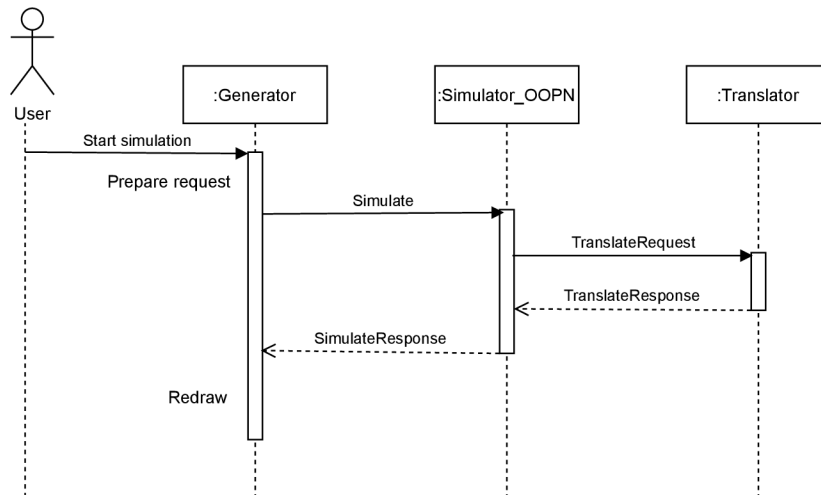 User
:Generator
:Simulator_OOPN
:Translator
Start simulation
Prepare request
Simulate
TranslateRequest
TranslateResponse
SimulateResponse
Redraw